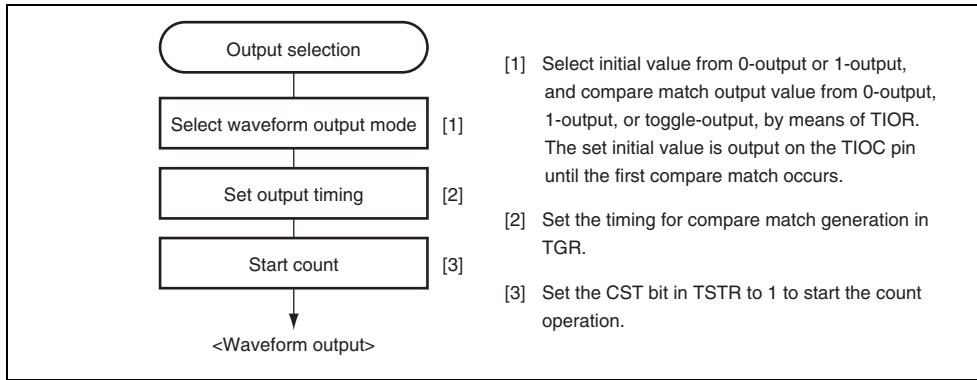 Output selection
Select waveform output mode [1]
Set output timing [2]
Start count [3]
<Waveform output>
[1] Select initial value from 0-output or 1-output,
and compare match output value from 0-output,
1-output, or toggle-output, by means of TIOR.
The set initial value is output on the TIOC pin
until the first compare match occurs.
[2] Set the timing for compare match generation in
TGR.
[3] Set the CST bit in TSTR to 1 to start the count
operation.